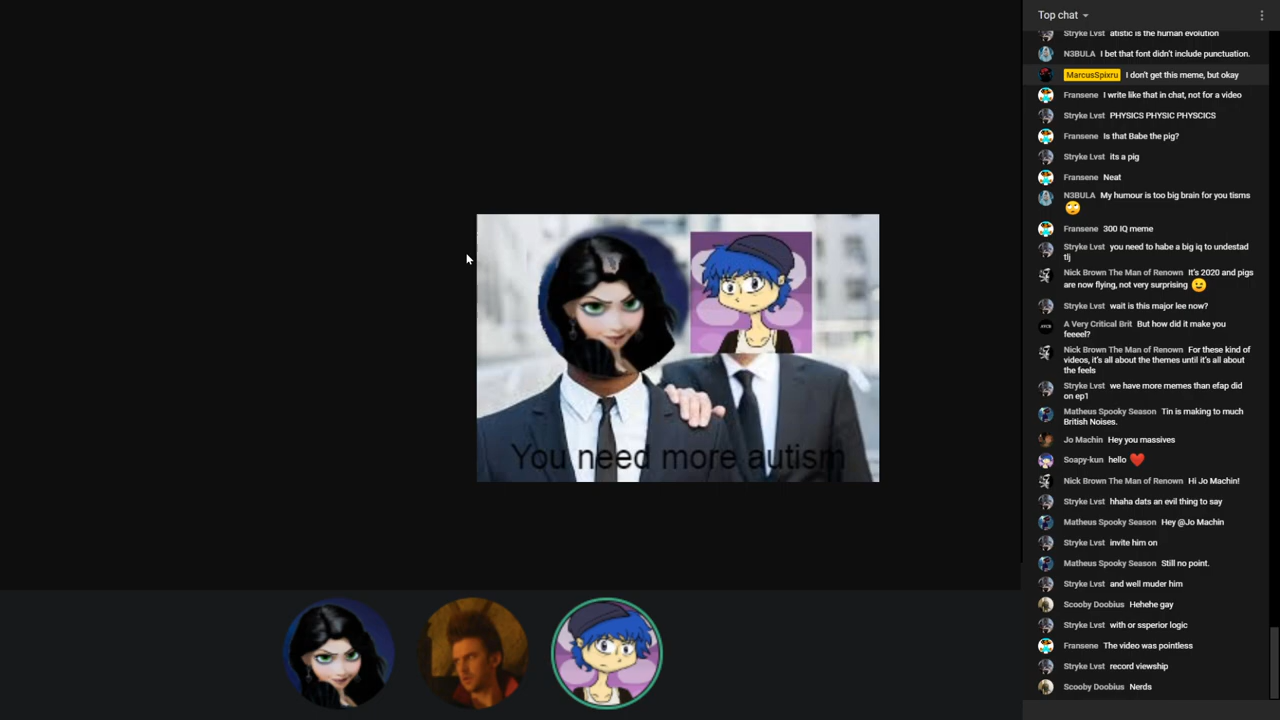 You need more autism
Top chat
Stryke Lvst atistic is the human evolution
N3BULA I bet that font didn't include punctuation.
MarcusSpixru I don't get this meme, but okay
Fransene I write like that in chat, not for a video
Stryke Lvst PHYSICS PHYSIC PHYSCICS
Fransene Is that Babe the pig?
Stryke Lvst its a pig
Fransene Neat
N3BULA My humour is too big brain for you tisms
🙄
Fransene 300 IQ meme
Stryke Lvst you need to habe a big iq to undestad
tlj
Nick Brown The Man of Renown It's 2020 and pigs
are now flying, not very surprising 😉
Stryke Lvst wait is this major lee now?
A Very Critical Brit But how did it make you
feeeel?
Nick Brown The Man of Renown For these kind of
videos, it's all about the themes until it's all about
the feels
Stryke Lvst we have more memes than efap did
on ep1
Matheus Spooky Season Tin is making to much
British Noises.
Jo Machin Hey you massives
Soapy-kun hello ❤️
Nick Brown The Man of Renown Hi Jo Machin!
Stryke Lvst hhaha dats an evil thing to say
Matheus Spooky Season Hey @Jo Machin
Stryke Lvst invite him on
Matheus Spooky Season Still no point.
Stryke Lvst and well muder him
Scooby Doobius Hehehe gay
Stryke Lvst with or ssperior logic
Fransene The video was pointless
Stryke Lvst record viewship
Scooby Doobius Nerds